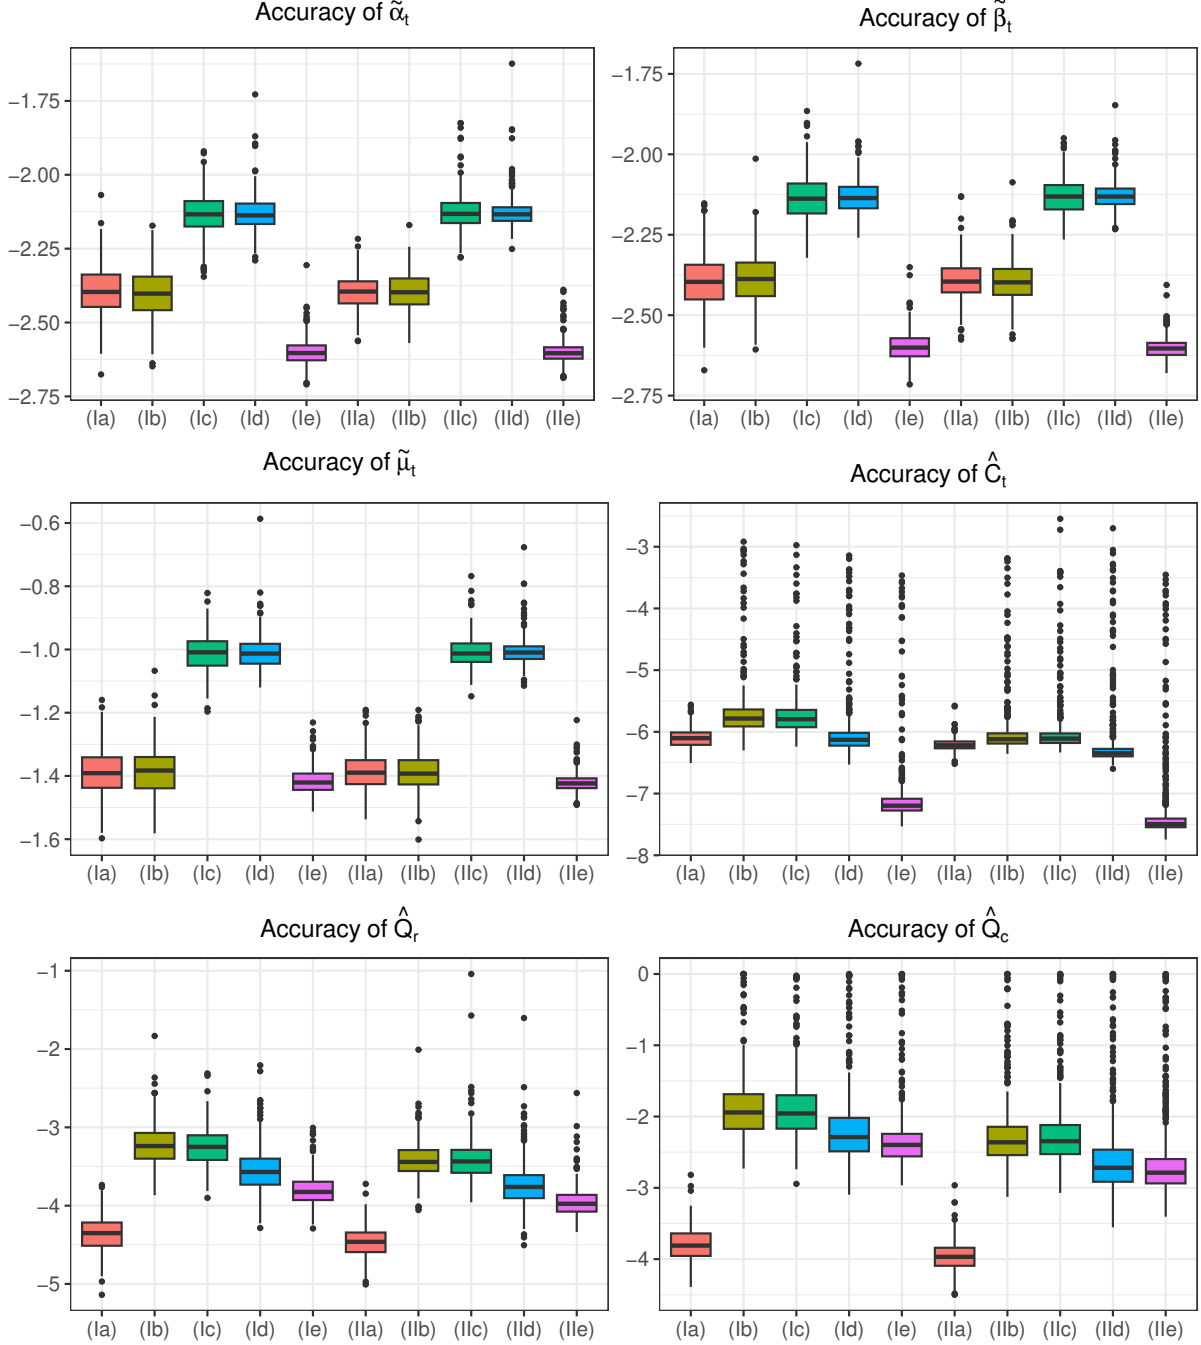 Accuracy of α̃ₜ
−1.75
−2.00
−2.25
−2.50
−2.75
(Ia) (Ib) (Ic) (Id) (Ie) (IIa) (IIb) (IIc) (IId) (IIe)
Accuracy of β̃ₜ
−1.75
−2.00
−2.25
−2.50
−2.75
(Ia) (Ib) (Ic) (Id) (Ie) (IIa) (IIb) (IIc) (IId) (IIe)
Accuracy of μ̃ₜ
−0.6
−0.8
−1.0
−1.2
−1.4
−1.6
(Ia) (Ib) (Ic) (Id) (Ie) (IIa) (IIb) (IIc) (IId) (IIe)
Accuracy of Ĉₜ
−3
−4
−5
−6
−7
−8
(Ia) (Ib) (Ic) (Id) (Ie) (IIa) (IIb) (IIc) (IId) (IIe)
Accuracy of Q̂ᵣ
−1
−2
−3
−4
−5
(Ia) (Ib) (Ic) (Id) (Ie) (IIa) (IIb) (IIc) (IId) (IIe)
Accuracy of Q̂c
0
−1
−2
−3
−4
(Ia) (Ib) (Ic) (Id) (Ie) (IIa) (IIb) (IIc) (IId) (IIe)